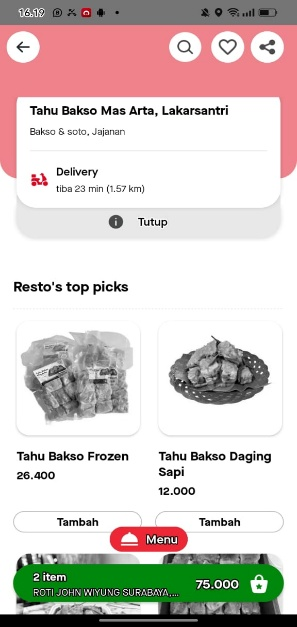 16.19
Tahu Bakso Mas Arta, Lakarsantri
Bakso & soto, Jajanan
Delivery
tiba 23 min (1.57 km)
Tutup
Resto's top picks
Tahu Bakso Frozen
26.400
Tambah
Tahu Bakso Daging Sapi
12.000
Tambah
Menu
2 item
ROTI JOHN WIYUNG SURABAYA,...
75.000